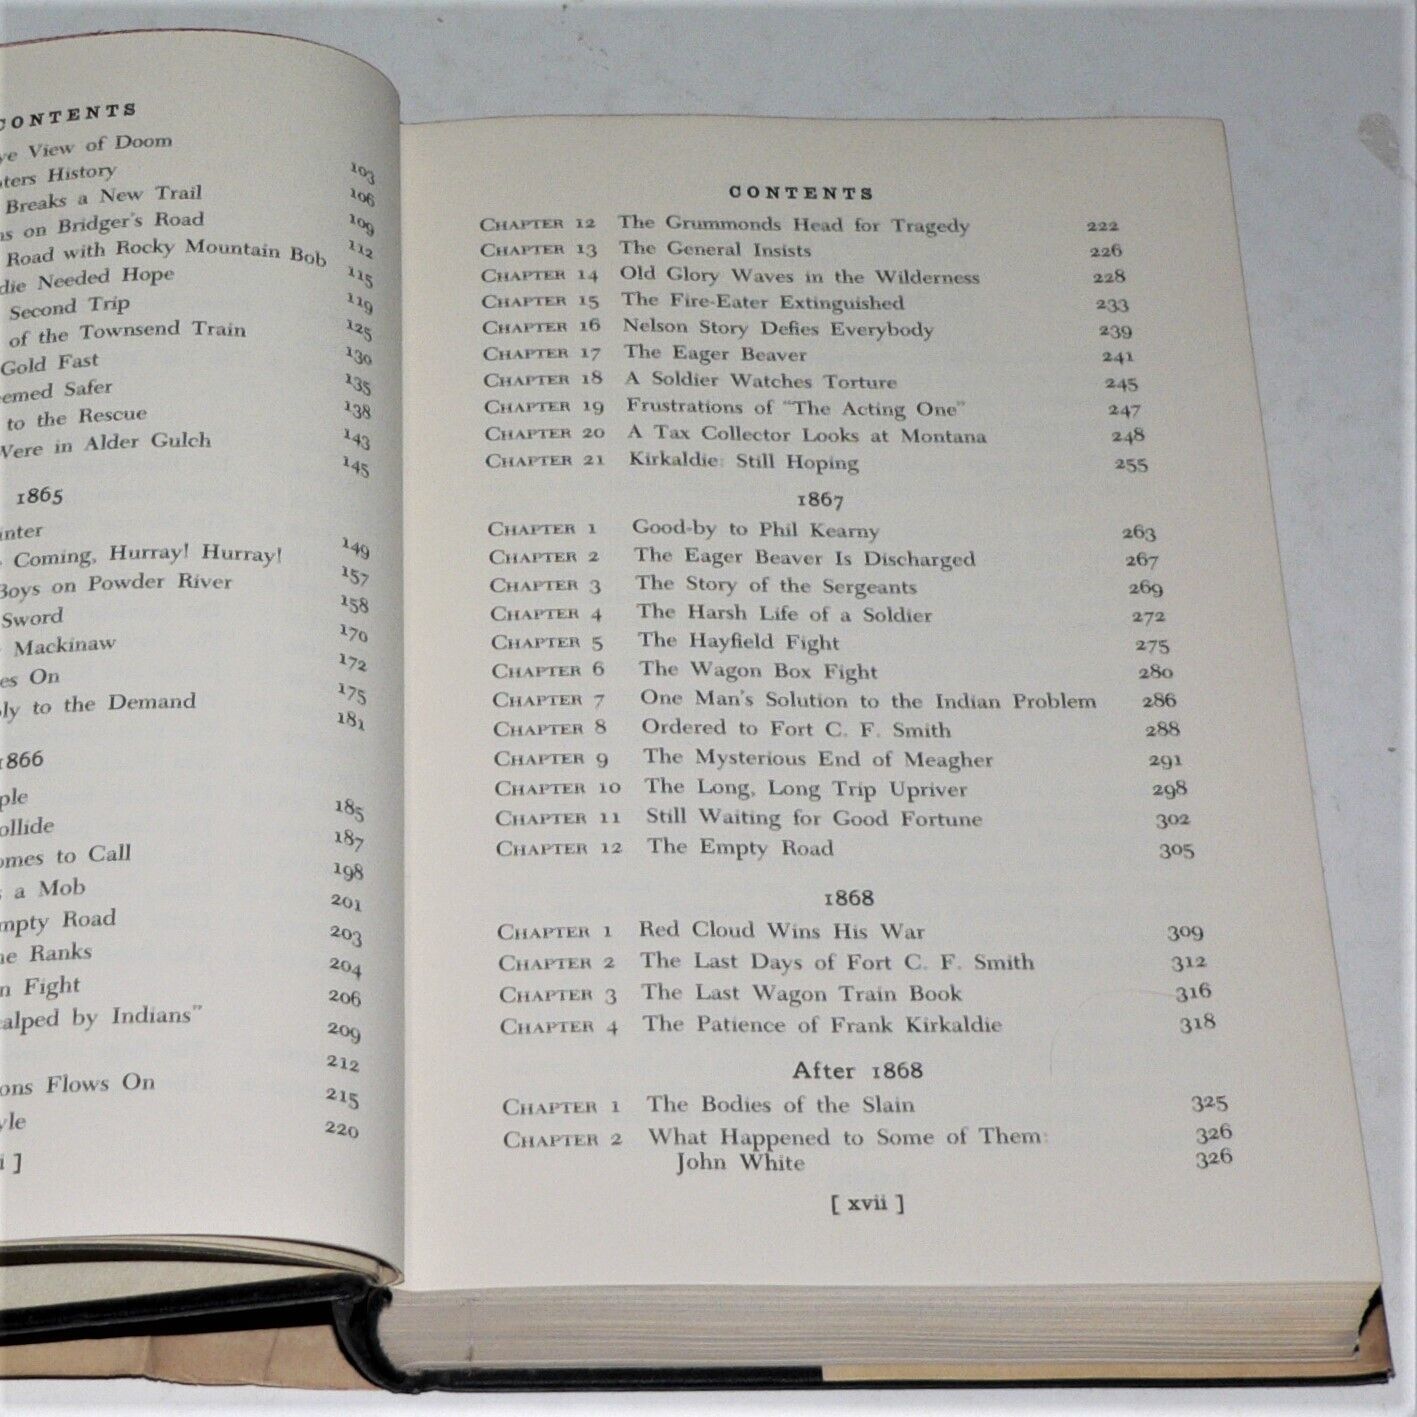 CONTENTS
View of Doom
History 103
Breaks a New Trail 106
on Bridger's Road 109
Road with Rocky Mountain Bob 112
Needed Hope 115
Second Trip 119
of the Townsend Train 125
Gold Fast 130
Safer 135
to the Rescue 138
Were in Alder Gulch 143
145
1865
149
Coming, Hurray! Hurray! 157
Boys on Powder River 158
Sword 170
Mackinaw 172
On 175
to the Demand 181
1866
185
187
to Call 198
a Mob 201
Road 203
Ranks 204
Fight 206
by Indians" 209
212
Flows On 215
220
]
CONTENTS
CHAPTER 12 The Grummonds Head for Tragedy 222
CHAPTER 13 The General Insists 226
CHAPTER 14 Old Glory Waves in the Wilderness 228
CHAPTER 15 The Fire-Eater Extinguished 233
CHAPTER 16 Nelson Story Defies Everybody 239
CHAPTER 17 The Eager Beaver 241
CHAPTER 18 A Soldier Watches Torture 245
CHAPTER 19 Frustrations of "The Acting One" 247
CHAPTER 20 A Tax Collector Looks at Montana 248
CHAPTER 21 Kirkaldie: Still Hoping 255
1867
CHAPTER 1 Good-by to Phil Kearny 263
CHAPTER 2 The Eager Beaver Is Discharged 267
CHAPTER 3 The Story of the Sergeants 269
CHAPTER 4 The Harsh Life of a Soldier 272
CHAPTER 5 The Hayfield Fight 275
CHAPTER 6 The Wagon Box Fight 280
CHAPTER 7 One Man's Solution to the Indian Problem 286
CHAPTER 8 Ordered to Fort C. F. Smith 288
CHAPTER 9 The Mysterious End of Meagher 291
CHAPTER 10 The Long, Long Trip Upriver 298
CHAPTER 11 Still Waiting for Good Fortune 302
CHAPTER 12 The Empty Road 305
1868
CHAPTER 1 Red Cloud Wins His War 309
CHAPTER 2 The Last Days of Fort C. F. Smith 312
CHAPTER 3 The Last Wagon Train Book 316
CHAPTER 4 The Patience of Frank Kirkaldie 318
After 1868
CHAPTER 1 The Bodies of the Slain 325
CHAPTER 2 What Happened to Some of Them: 326
John White 326
[ xvii ]